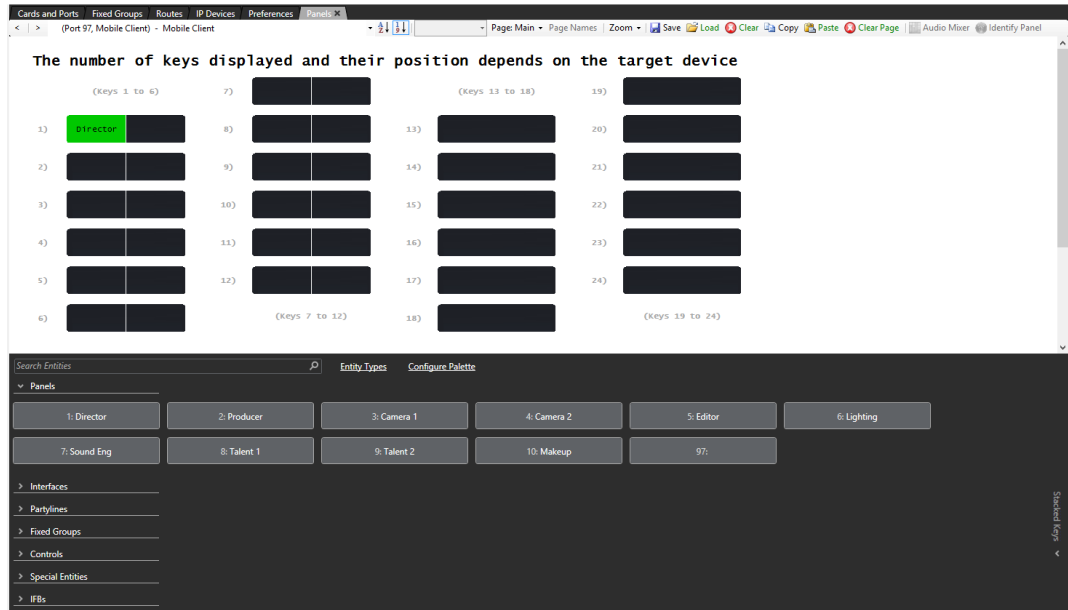 Cards and Ports Fixed Groups Routes IP Devices Preferences Panels
< > (Port 97, Mobile Client) - Mobile Client Page: Main Page Names Zoom Save Load Clear Copy Paste Clear Page Audio Mixer Identify Panel
The number of keys displayed and their position depends on the target device
(Keys 1 to 6) 7) (Keys 13 to 18) 19)
1) Director 8) 13) 20)
2) 9) 14) 21)
3) 10) 15) 22)
4) 11) 16) 23)
5) 12) 17) 24)
6) (Keys 7 to 12) 18) (Keys 19 to 24)
Search Entities Entity Types Configure Palette
Panels
1: Director 2: Producer 3: Camera 1 4: Camera 2 5: Editor 6: Lighting
7: Sound Eng 8: Talent 1 9: Talent 2 10: Makeup 97:
> Interfaces
> Partylines
> Fixed Groups
> Controls
> Special Entities
> IFBs
Stacked Keys